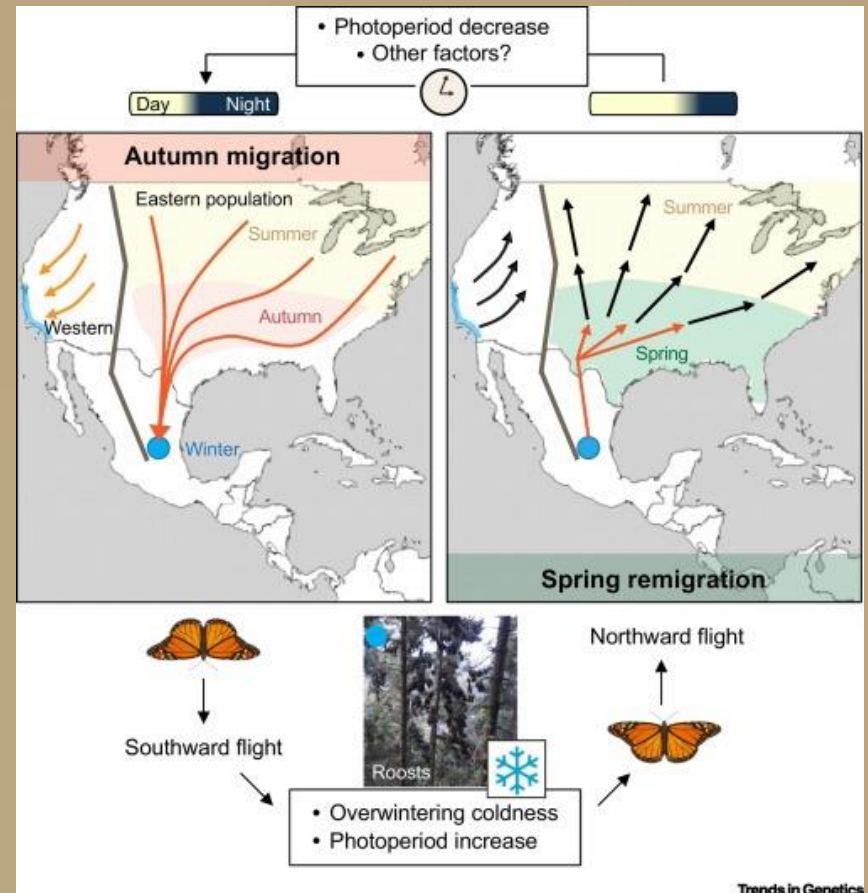 • Photoperiod decrease
• Other factors?
Day Night
Autumn migration
Eastern population
Summer
Autumn
Western
Winter
Summer
Spring
Spring remigration
Southward flight
Roosts
Northward flight
• Overwintering coldness
• Photoperiod increase
Trends in Genetics